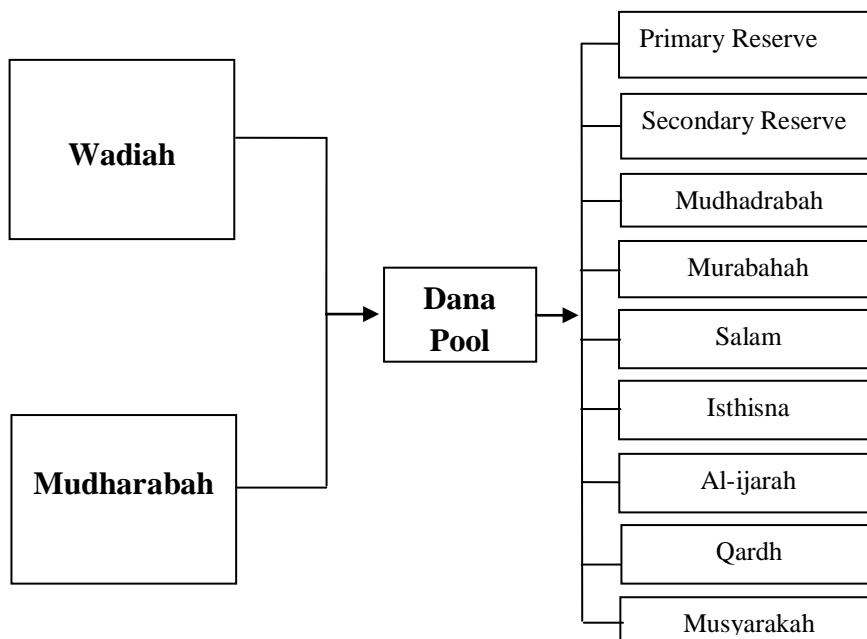 Wadiah
Mudharabah
Dana
Pool
Primary Reserve
Secondary Reserve
Mudhadrabah
Murabahah
Salam
Isthisna
Al-ijarah
Qardh
Musyarakah